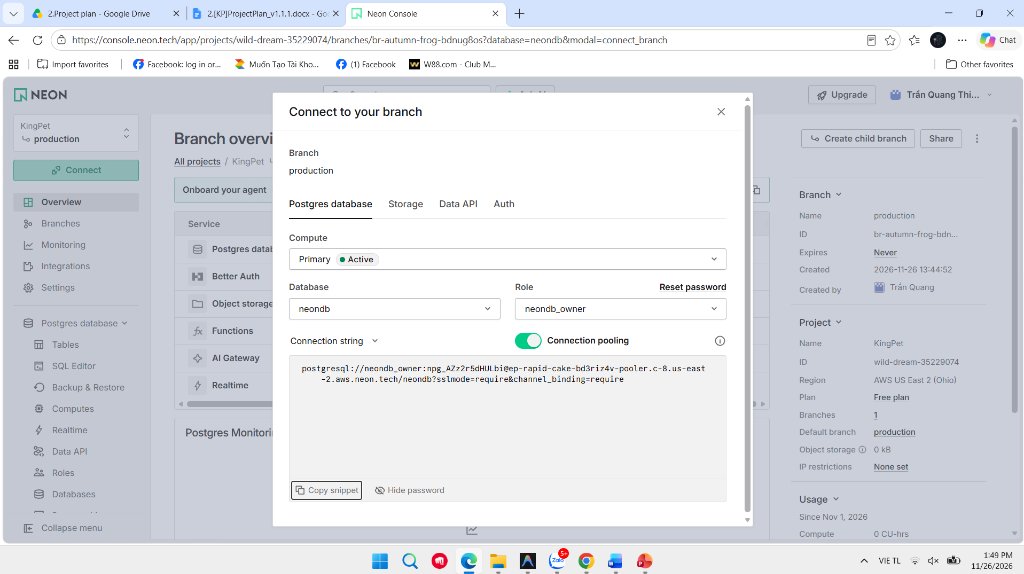 2.Project plan - Google Drive
2.[KP]ProjectPlan_v1.1.1.docx - Go
Neon Console
https://console.neon.tech/app/projects/wild-dream-35229074/branches/br-autumn-frog-bdnug8os?database=neondb&modal=connect_branch
Chat
Import favorites
Facebook: log in or...
Muốn Tạo Tài Kho...
(1) Facebook
W88.com - Club M...
Other favorites
NEON
Upgrade
Trần Quang Thi...
KingPet
production
Connect
Overview
Branches
Monitoring
Integrations
Settings
Postgres database
Tables
SQL Editor
Backup & Restore
Computes
Realtime
Data API
Roles
Databases
Collapse menu
Branch overvi
All projects / KingPet
Onboard your agent
Service
Postgres datab
Better Auth
Object storage
Functions
AI Gateway
Realtime
Postgres Monitorin
Connect to your branch
Branch
production
Postgres database
Storage
Data API
Auth
Compute
Primary
Active
Database
Role
Reset password
neondb
neondb_owner
Connection string
Connection pooling
postgresql://neondb_owner:npg_AZz2r5dHULbi@ep-rapid-cake-bd3riz4v-pooler.c-8.us-east
-2.aws.neon.tech/neondb?sslmode=require&channel_binding=require
Copy snippet
Hide password
Create child branch
Share
Branch
Name production
ID br-autumn-frog-bdn...
Expires Never
Created 2026-11-26 13:44:52
Created by Trần Quang
Project
Name KingPet
ID wild-dream-35229074
Region AWS US East 2 (Ohio)
Plan Free plan
Branches 1
Default branch production
Object storage 0 kB
IP restrictions None set
Usage
Since Nov 1, 2026
Compute 0 CU-hrs
5+
Zalo
VIE TL
1:49 PM
11/26/2026